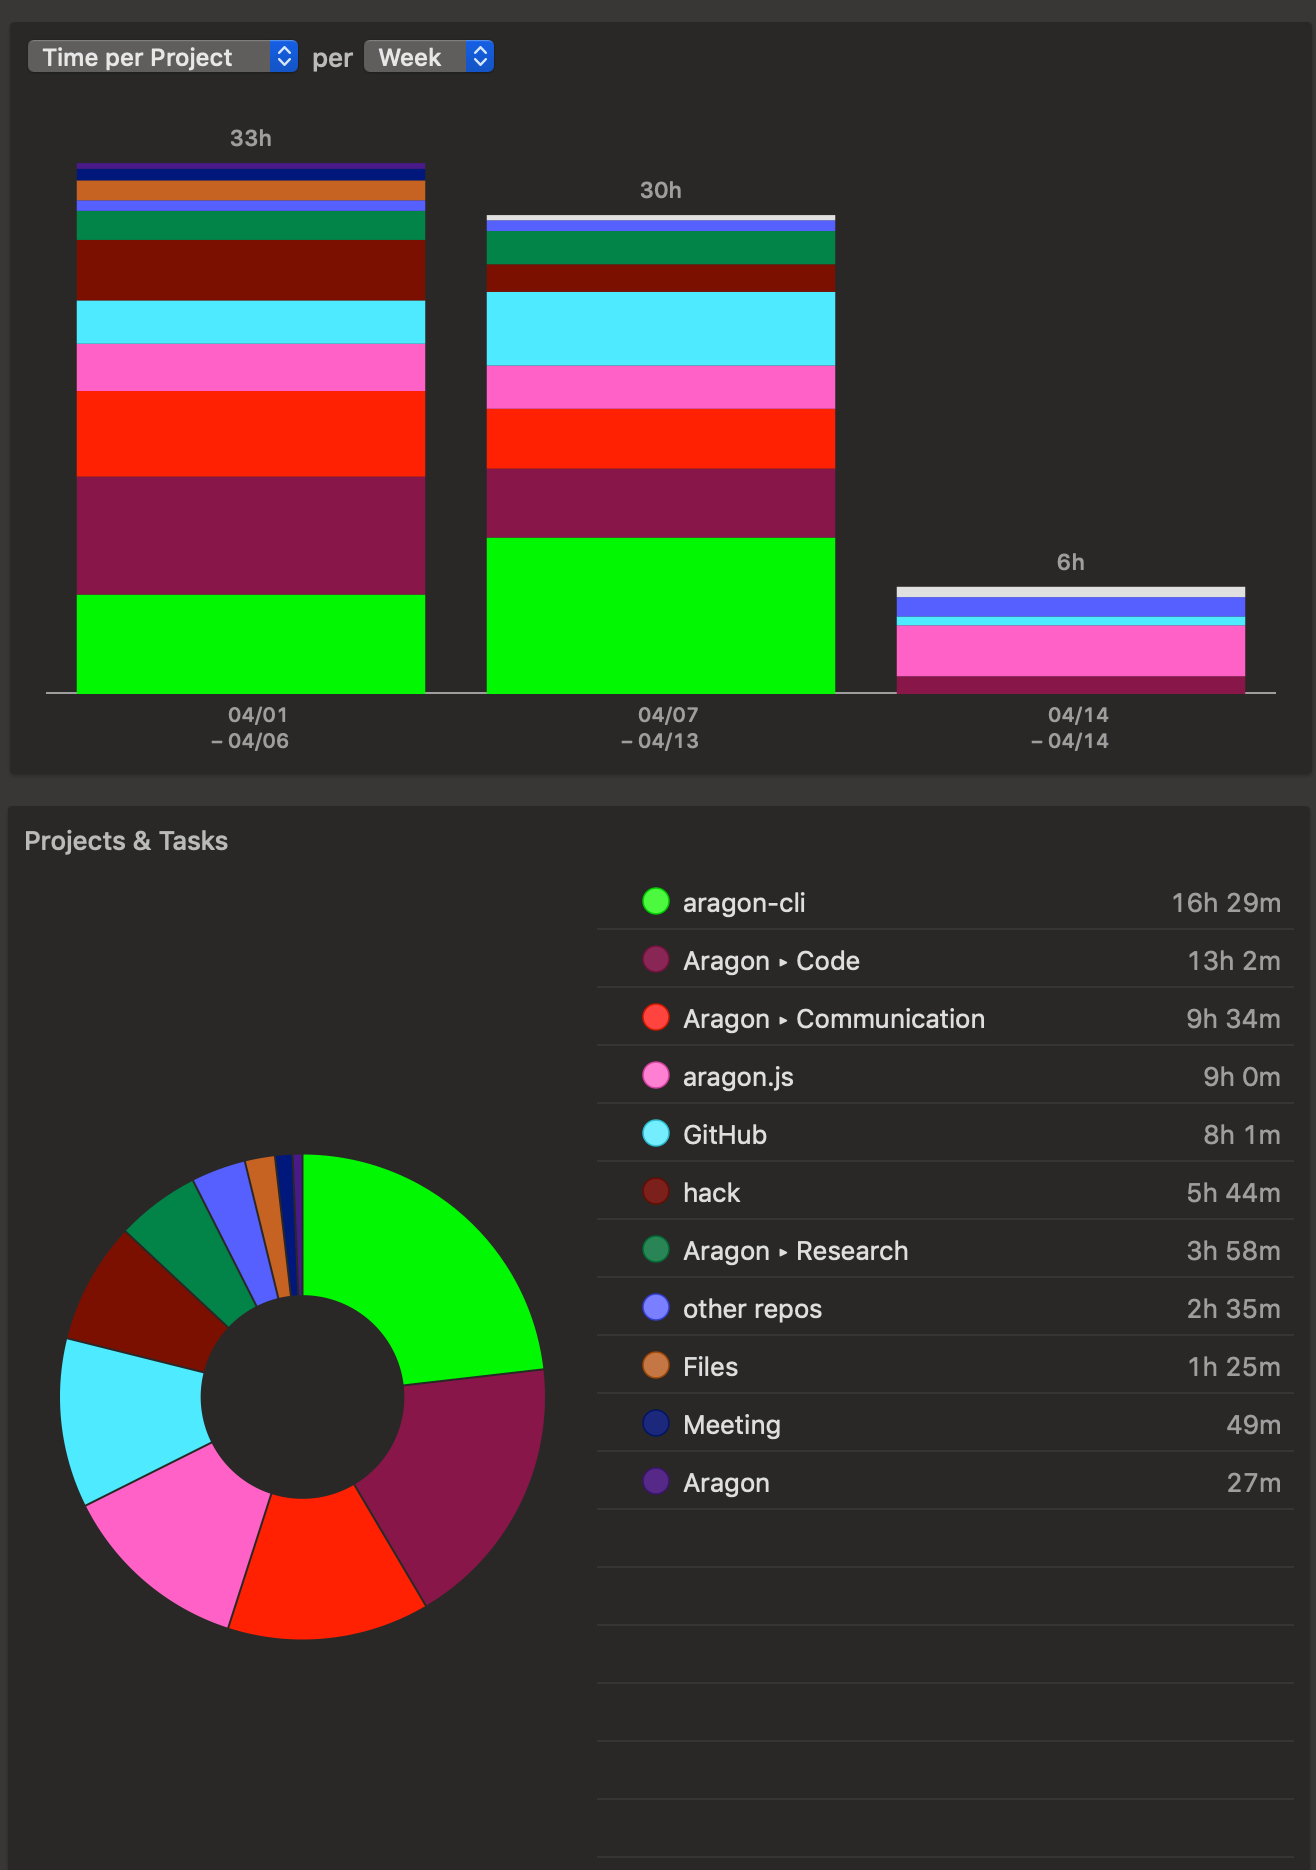 Time per Project per Week
33h
30h
6h
04/01
– 04/06
04/07
– 04/13
04/14
– 04/14
Projects & Tasks
aragon-cli 16h 29m
Aragon ▸ Code 13h 2m
Aragon ▸ Communication 9h 34m
aragon.js 9h 0m
GitHub 8h 1m
hack 5h 44m
Aragon ▸ Research 3h 58m
other repos 2h 35m
Files 1h 25m
Meeting 49m
Aragon 27m